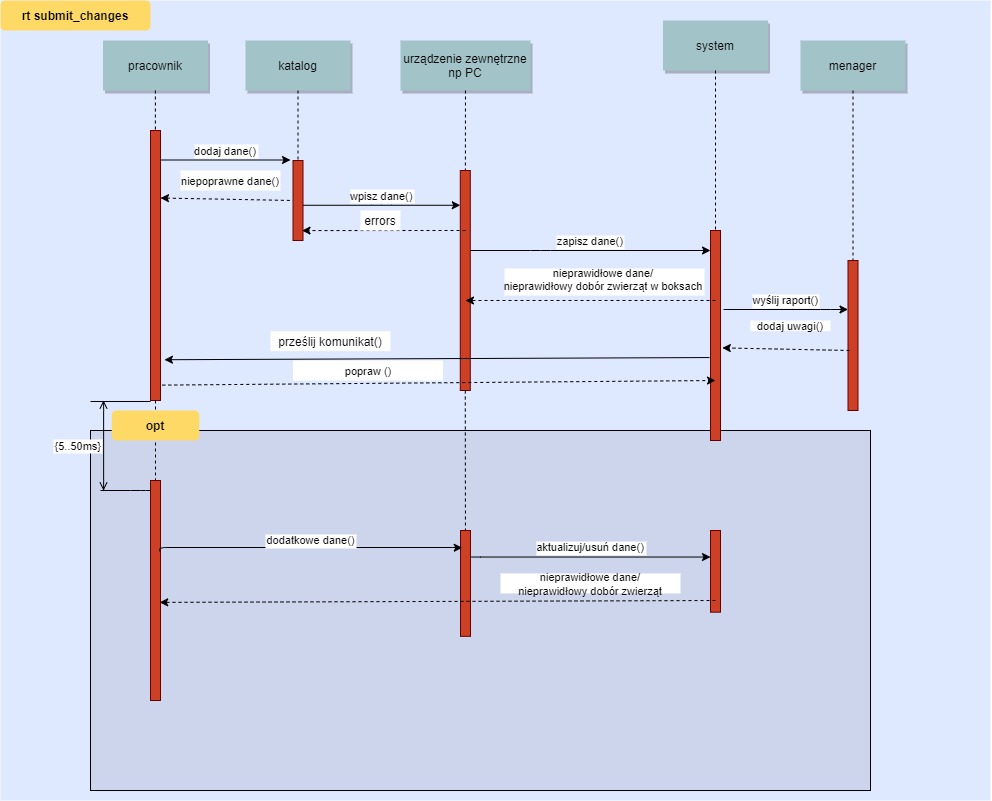 rt submit_changes
pracownik
katalog
urządzenie zewnętrzne
np PC
system
menager
dodaj dane()
niepoprawne dane()
wpisz dane()
errors
zapisz dane()
nieprawidłowe dane/
nieprawidłowy dobór zwierząt w boksach
wyślij raport()
dodaj uwagi()
prześlij komunikat()
popraw ()
opt
{5..50ms}
dodatkowe dane()
aktualizuj/usuń dane()
nieprawidłowe dane/
nieprawidłowy dobór zwierząt